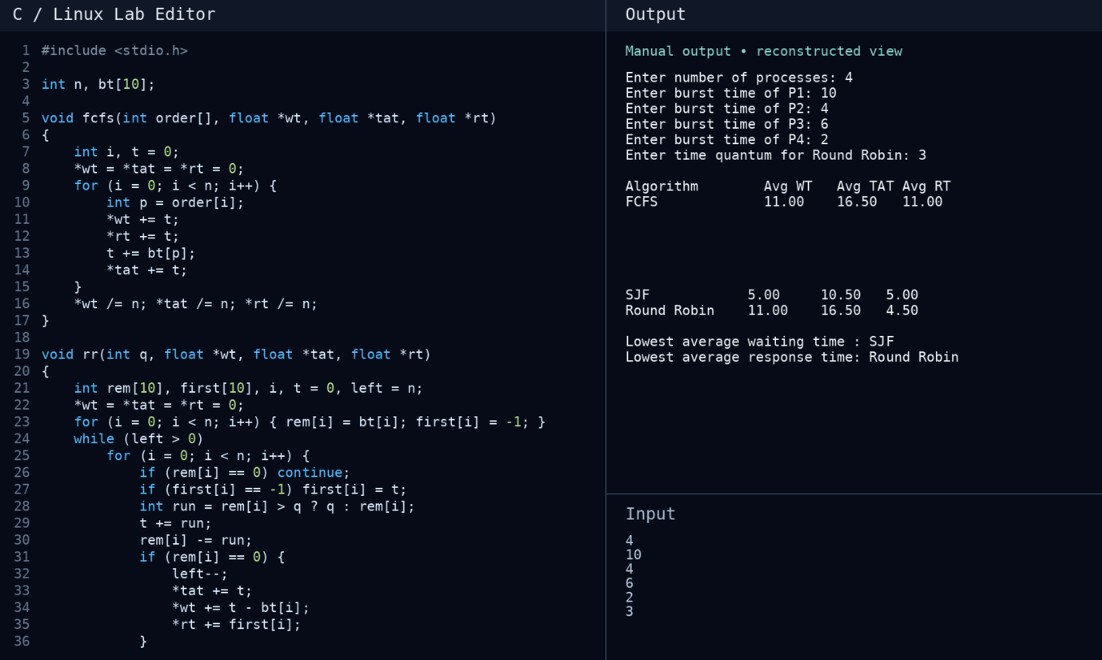 C / Linux Lab Editor
1 #include <stdio.h>
2
3 int n, bt[10];
4
5 void fcfs(int order[], float *wt, float *tat, float *rt)
6 {
7     int i, t = 0;
8     *wt = *tat = *rt = 0;
9     for (i = 0; i < n; i++) {
10         int p = order[i];
11         *wt += t;
12         *rt += t;
13         t += bt[p];
14         *tat += t;
15     }
16     *wt /= n; *tat /= n; *rt /= n;
17 }
18
19 void rr(int q, float *wt, float *tat, float *rt)
20 {
21     int rem[10], first[10], i, t = 0, left = n;
22     *wt = *tat = *rt = 0;
23     for (i = 0; i < n; i++) { rem[i] = bt[i]; first[i] = -1; }
24     while (left > 0)
25         for (i = 0; i < n; i++) {
26             if (rem[i] == 0) continue;
27             if (first[i] == -1) first[i] = t;
28             int run = rem[i] > q ? q : rem[i];
29             t += run;
30             rem[i] -= run;
31             if (rem[i] == 0) {
32                 left--;
33                 *tat += t;
34                 *wt += t - bt[i];
35                 *rt += first[i];
36             }
Output
Manual output • reconstructed view
Enter number of processes: 4
Enter burst time of P1: 10
Enter burst time of P2: 4
Enter burst time of P3: 6
Enter burst time of P4: 2
Enter time quantum for Round Robin: 3
Algorithm        Avg WT   Avg TAT Avg RT
FCFS             11.00    16.50   11.00
SJF            5.00     10.50   5.00
Round Robin    11.00    16.50   4.50
Lowest average waiting time : SJF
Lowest average response time: Round Robin
Input
4
10
4
6
2
3